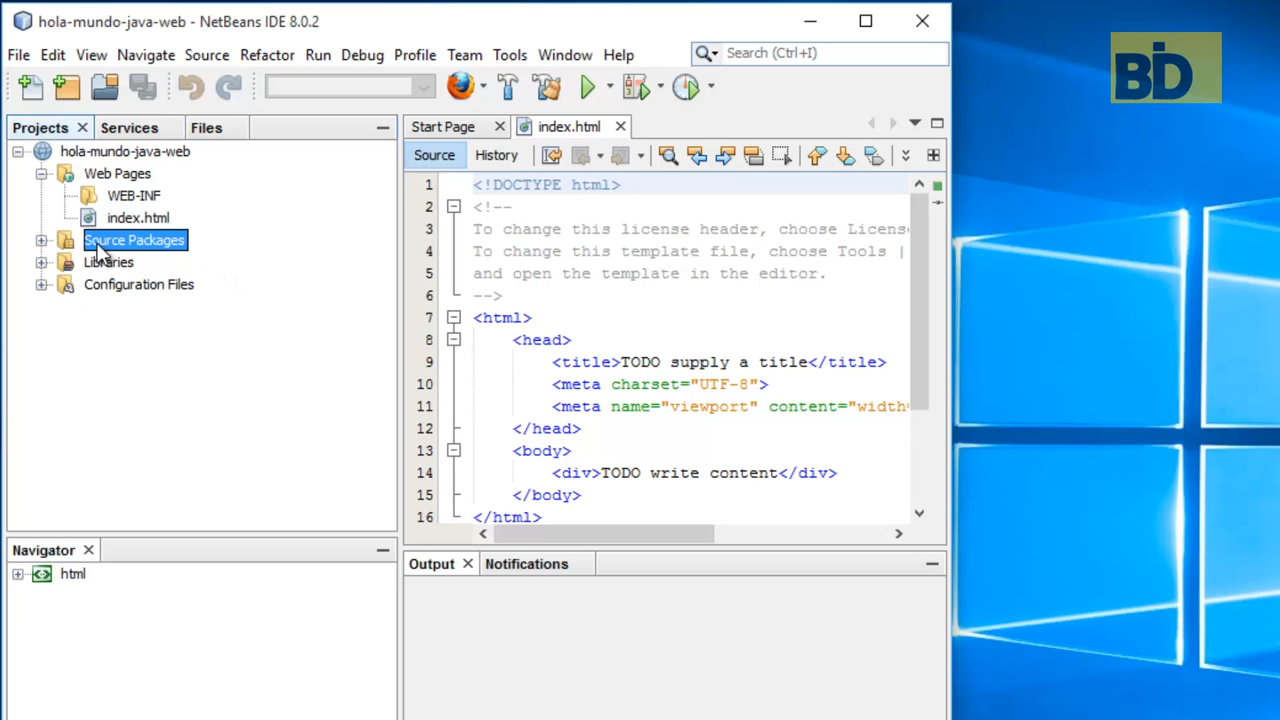 hola-mundo-java-web - NetBeans IDE 8.0.2
File Edit View Navigate Source Refactor Run Debug Profile Team Tools Window Help
Search (Ctrl+I)
BID
Projects Services Files
Start Page index.html
hola-mundo-java-web
Web Pages
WEB-INF
index.html
Source Packages
Libraries
Configuration Files
Source History
1 <!DOCTYPE html>
2 <!--
3 To change this license header, choose Licens
4 To change this template file, choose Tools |
5 and open the template in the editor.
6 -->
7 <html>
8 <head>
9 <title>TODO supply a title</title>
10 <meta charset="UTF-8">
11 <meta name="viewport" content="width=
12 </head>
13 <body>
14 <div>TODO write content</div>
15 </body>
16 </html>
Navigator
html
Output Notifications